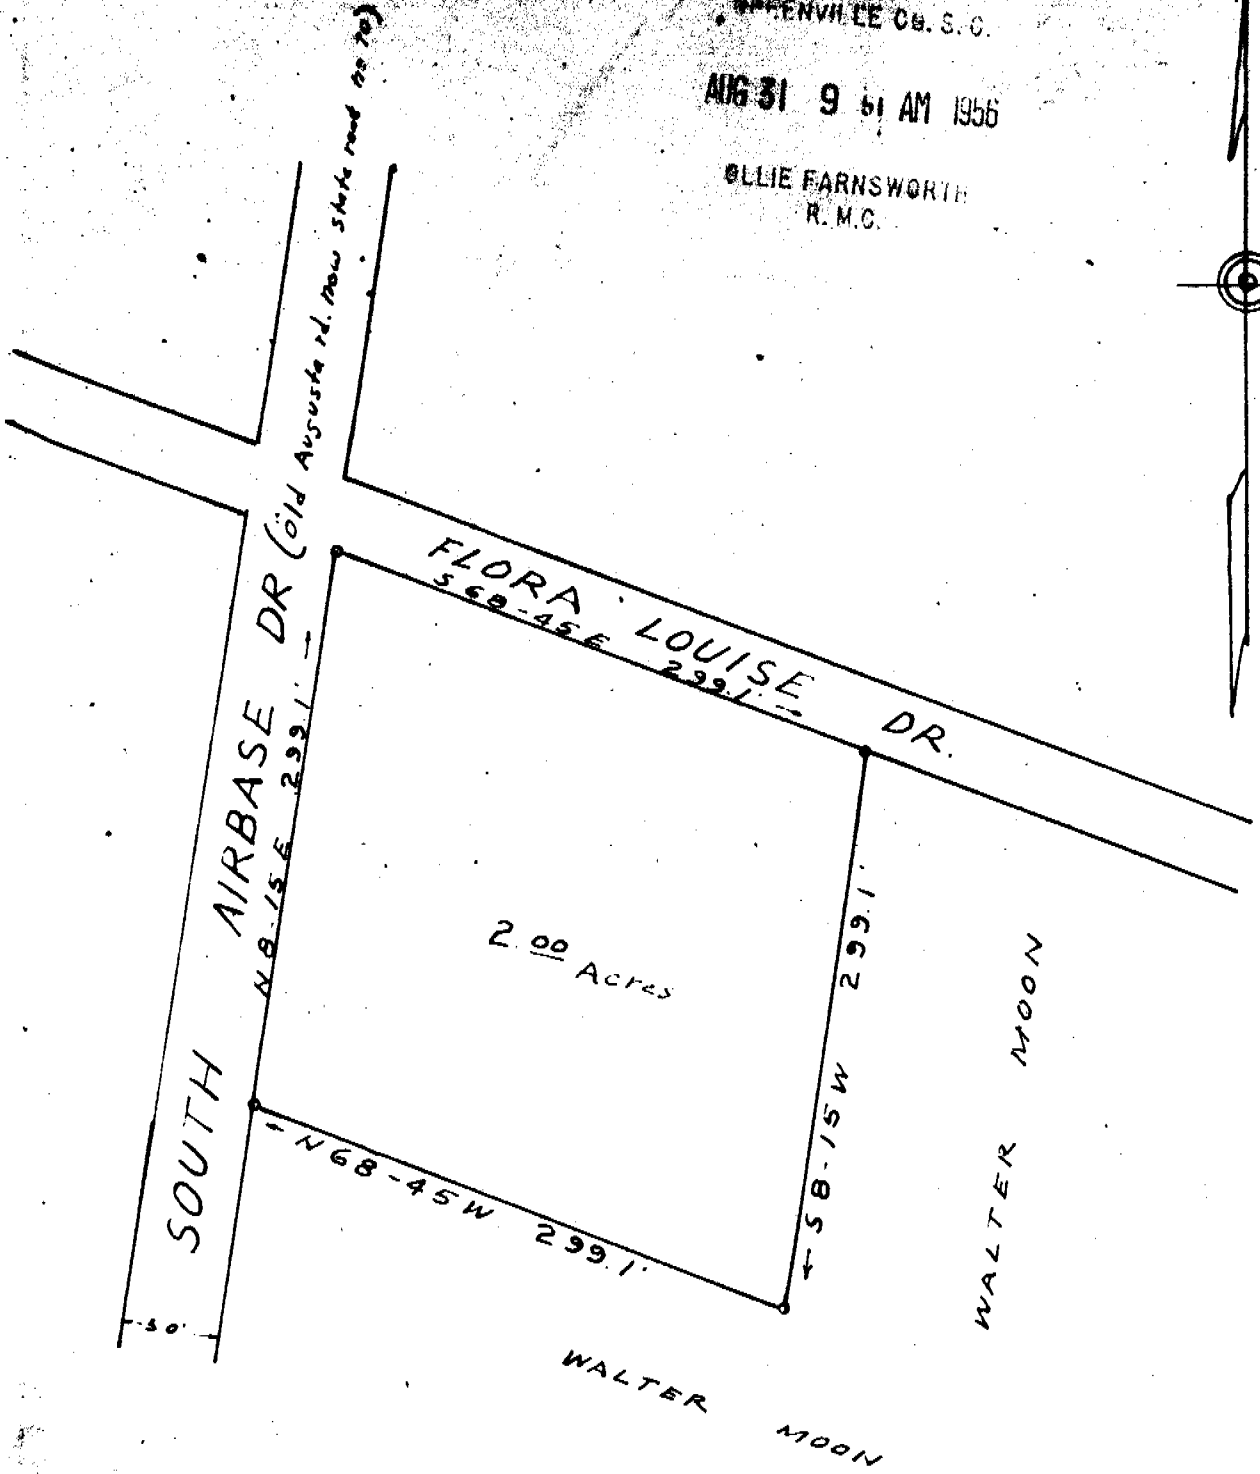 GREENVILLE CO. S. C.
AUG 31 9 51 AM 1956
OLLIE FARNSWORTH
R. M. C.
SOUTH AIRBASE DR (old Augusta rd. now state road no 70)
N 8-15 E 299.1'
FLORA LOUISE DR.
S 68-45 E 299.1'
2.00 Acres
S 8-15 W 299.1'
N 68-45 W 299.1'
WALTER MOON
WALTER MOON
50'